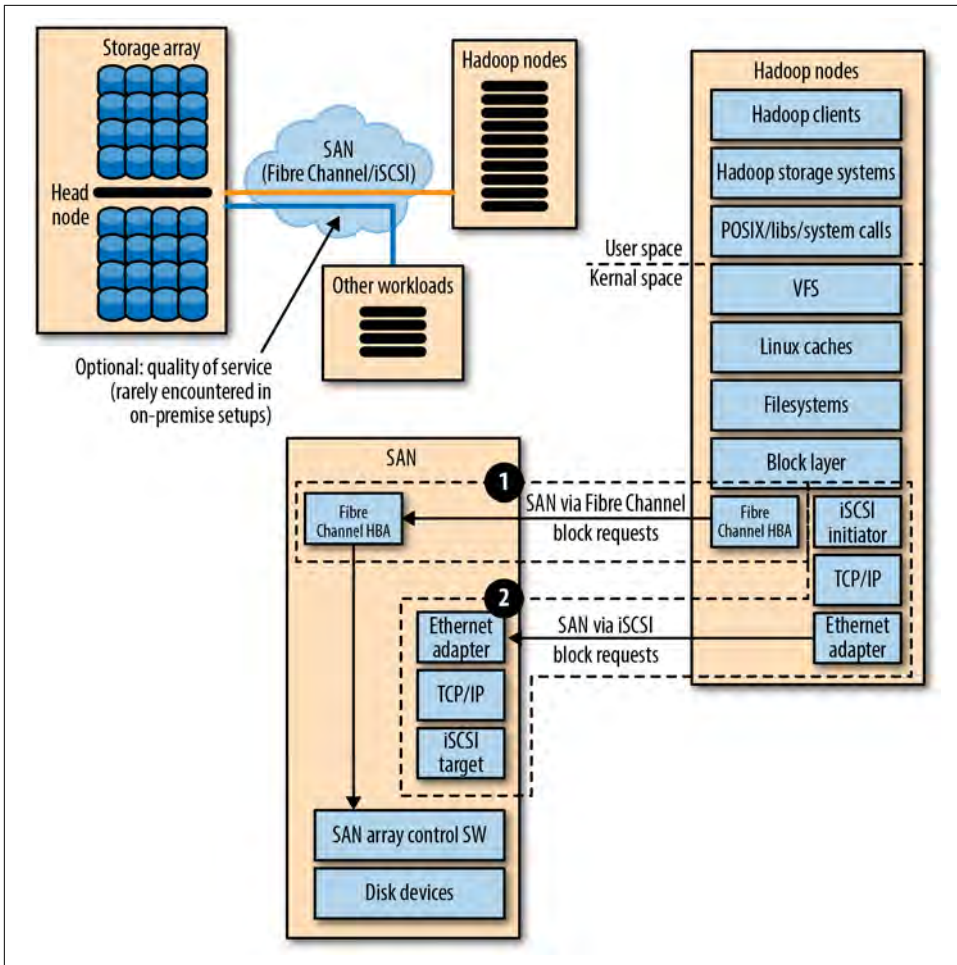 Storage array
Head
node
SAN
(Fibre Channel/iSCSI)
Hadoop nodes
Other workloads
Optional: quality of service
(rarely encountered in
on-premise setups)
Hadoop nodes
Hadoop clients
Hadoop storage systems
POSIX/libs/system calls
User space
Kernal space
VFS
Linux caches
Filesystems
Block layer
Fibre
Channel HBA
iSCSI
initiator
TCP/IP
Ethernet
adapter
SAN
1
Fibre
Channel HBA
SAN via Fibre Channel
block requests
2
Ethernet
adapter
SAN via iSCSI
block requests
TCP/IP
iSCSI
target
SAN array control SW
Disk devices